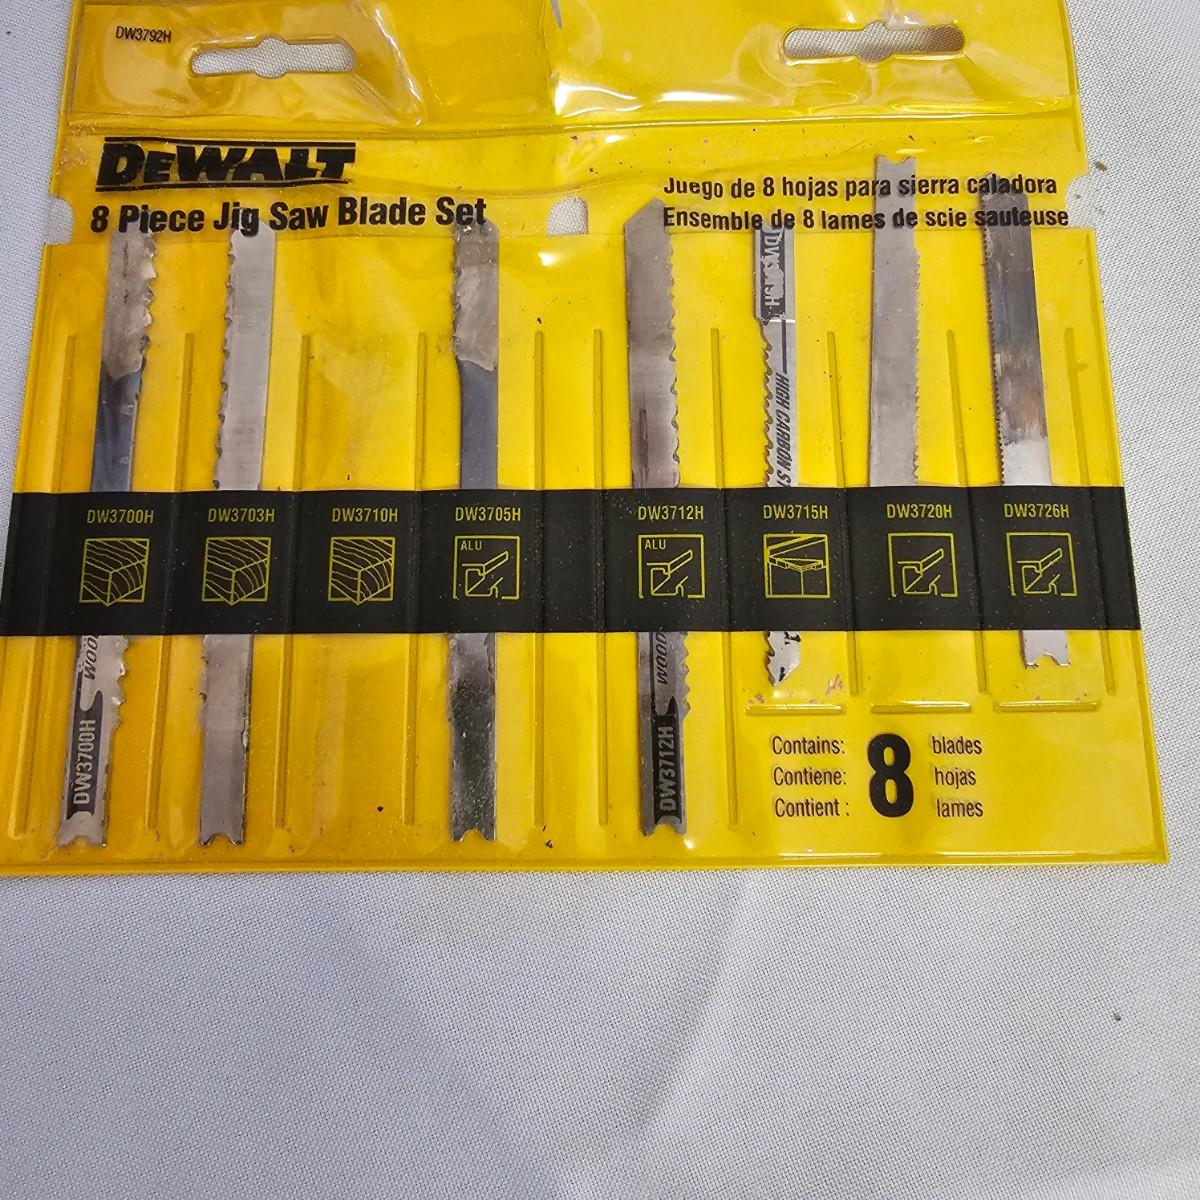 DW3792H
DEWALT
8 Piece Jig Saw Blade Set
Juego de 8 hojas para sierra caladora
Ensemble de 8 lames de scie sauteuse
HIGH CARBON
DW3700H DW3703H DW3710H DW3705H DW3712H DW3715H DW3720H DW3726H
ALU ALU
DW3700H
DW3712H
Contains: 8 blades
Contiene: hojas
Contient : lames